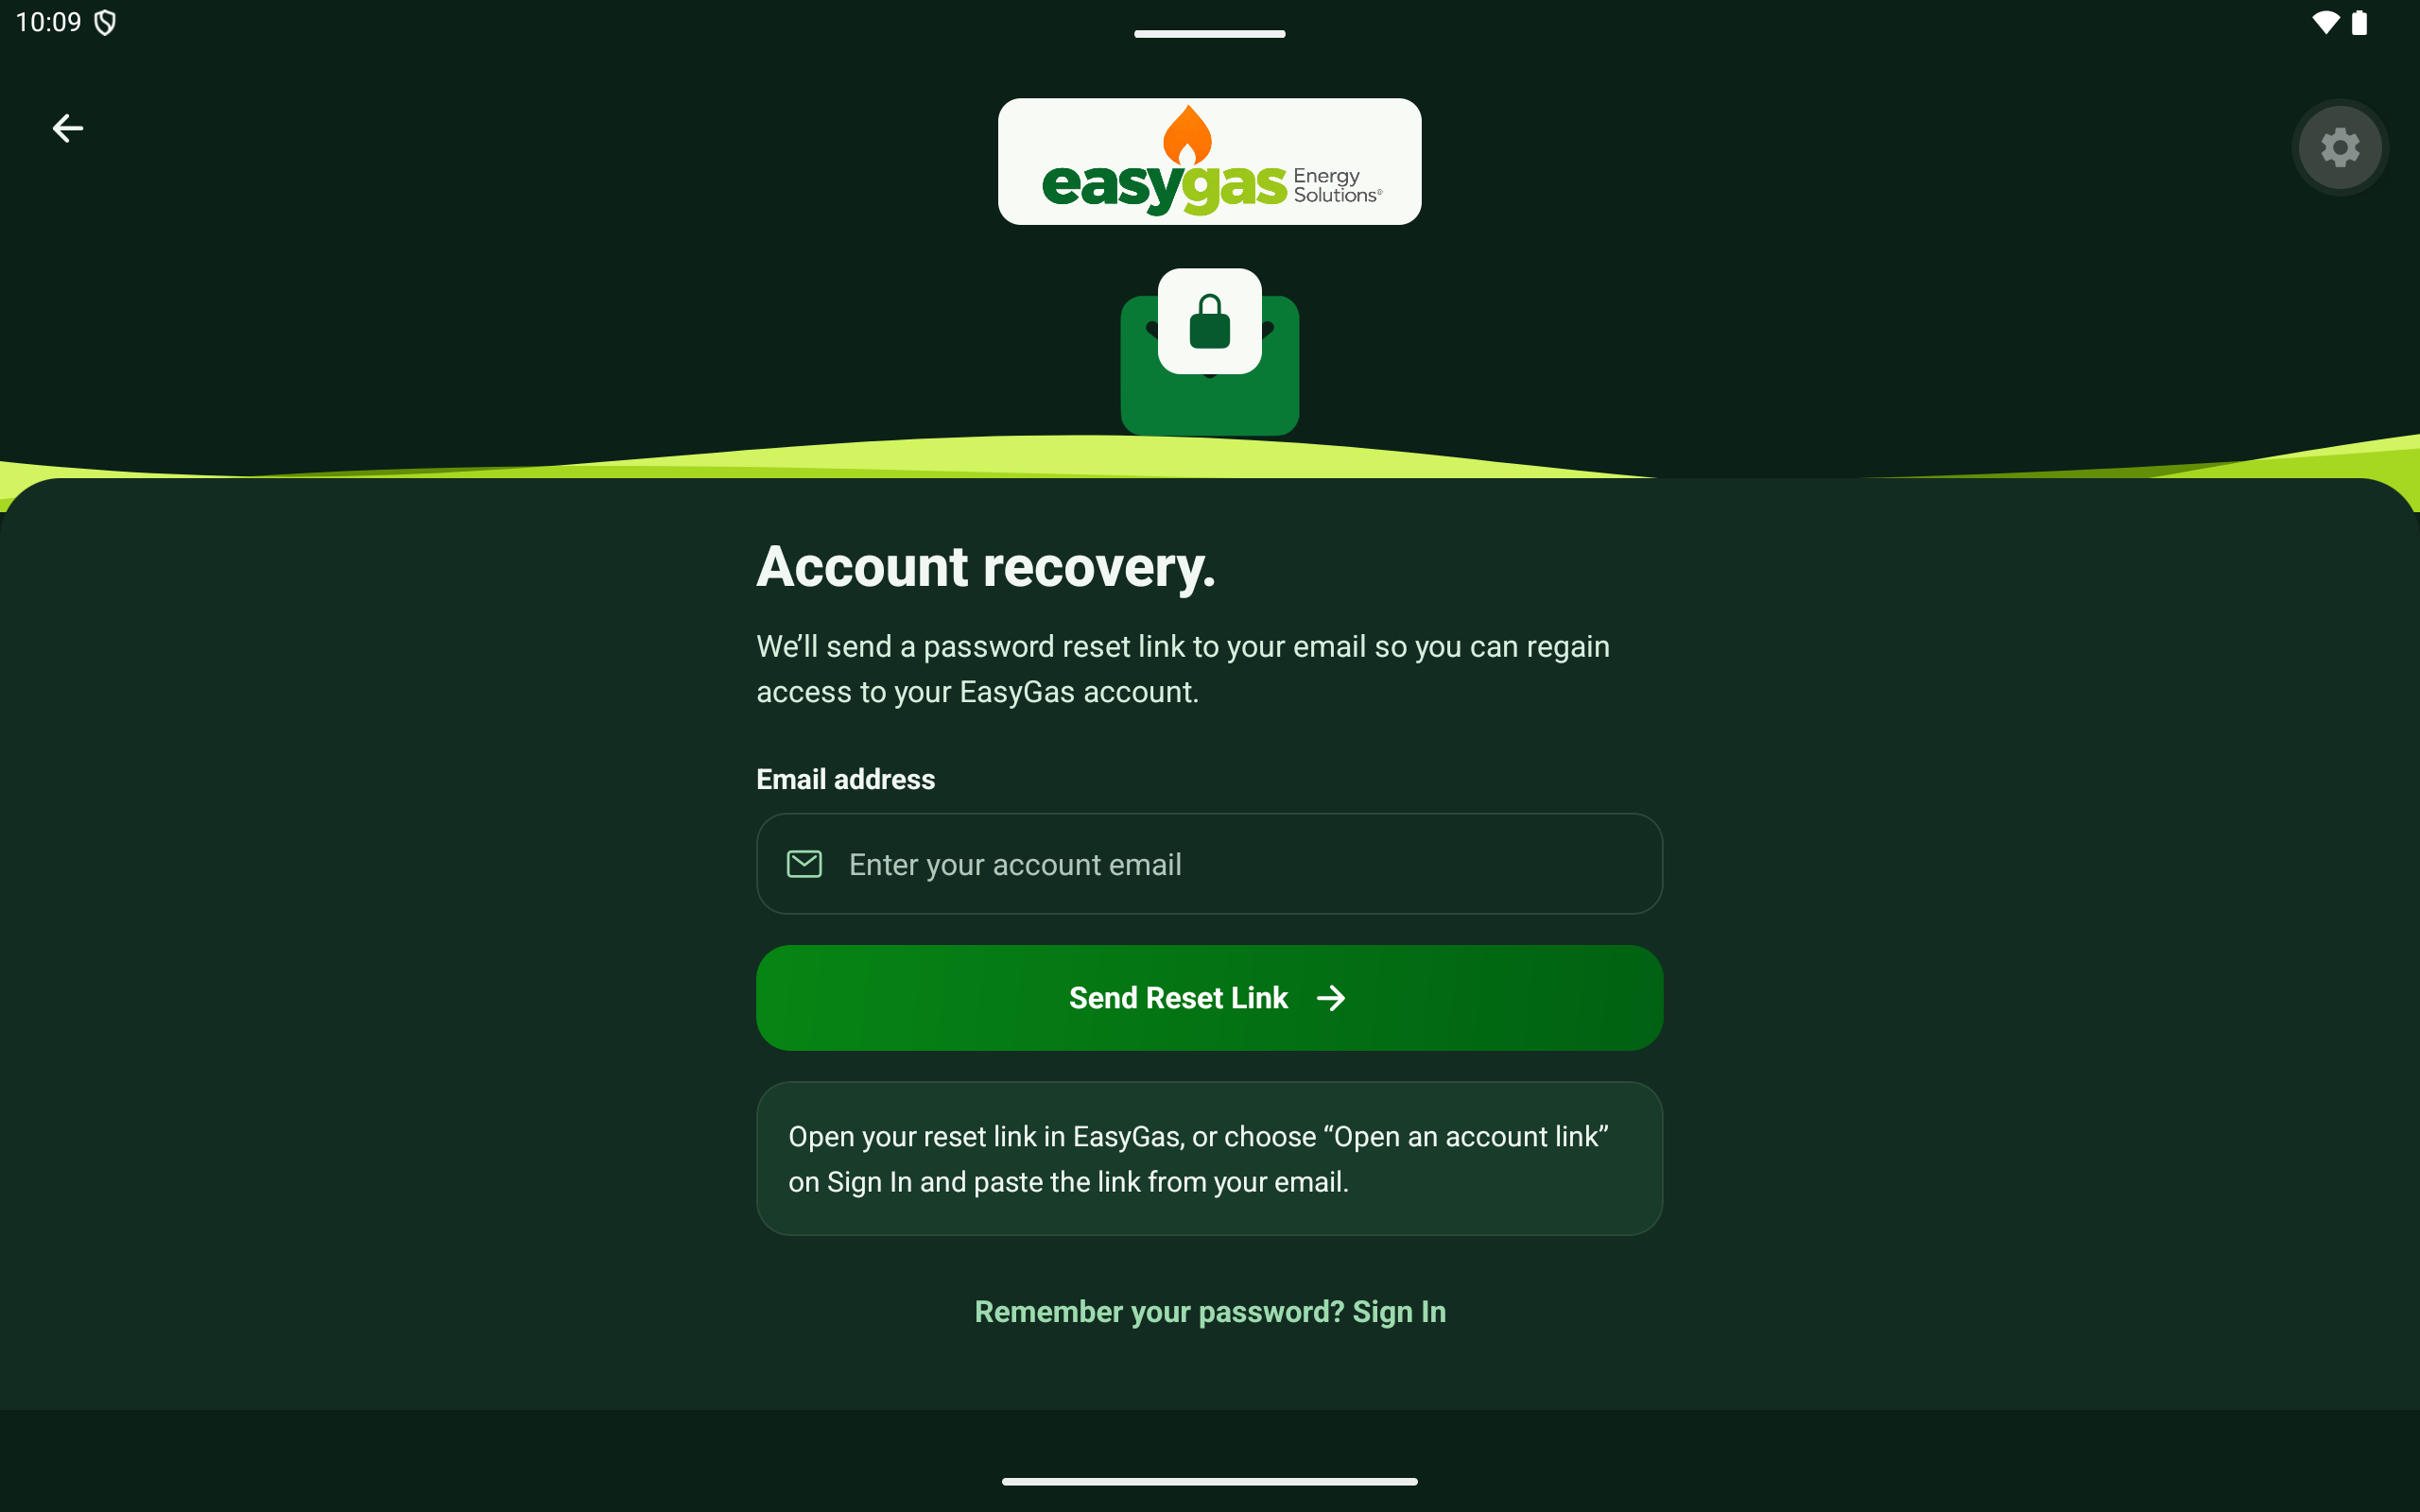 10:09
easygas Energy
Solutions®
Account recovery.
We’ll send a password reset link to your email so you can regain
access to your EasyGas account.
Email address
Enter your account email
Send Reset Link
Open your reset link in EasyGas, or choose “Open an account link”
on Sign In and paste the link from your email.
Remember your password? Sign In